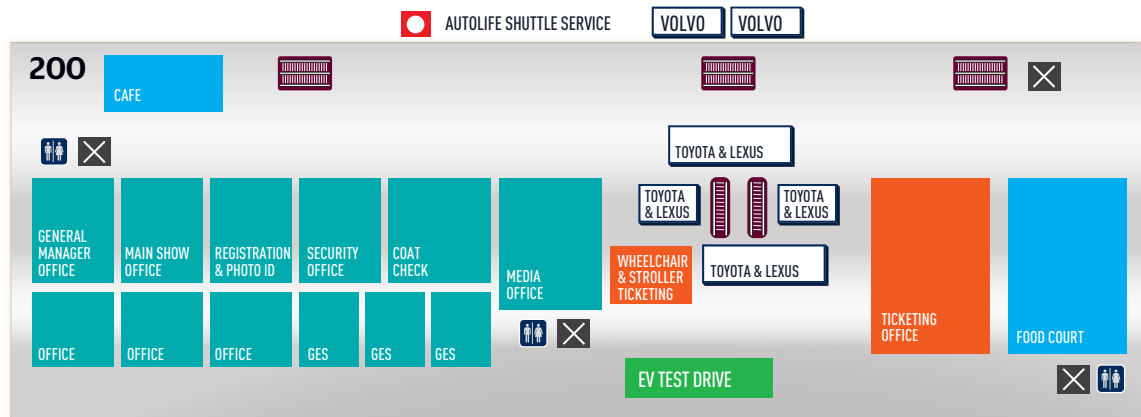 AUTOLIFE SHUTTLE SERVICE
VOLVO
VOLVO
200
CAFE
TOYOTA & LEXUS
TOYOTA
& LEXUS
TOYOTA
& LEXUS
TOYOTA & LEXUS
GENERAL
MANAGER
OFFICE
MAIN SHOW
OFFICE
REGISTRATION
& PHOTO ID
SECURITY
OFFICE
COAT
CHECK
MEDIA
OFFICE
WHEELCHAIR
& STROLLER
TICKETING
TICKETING
OFFICE
FOOD COURT
OFFICE
OFFICE
OFFICE
GES
GES
GES
EV TEST DRIVE